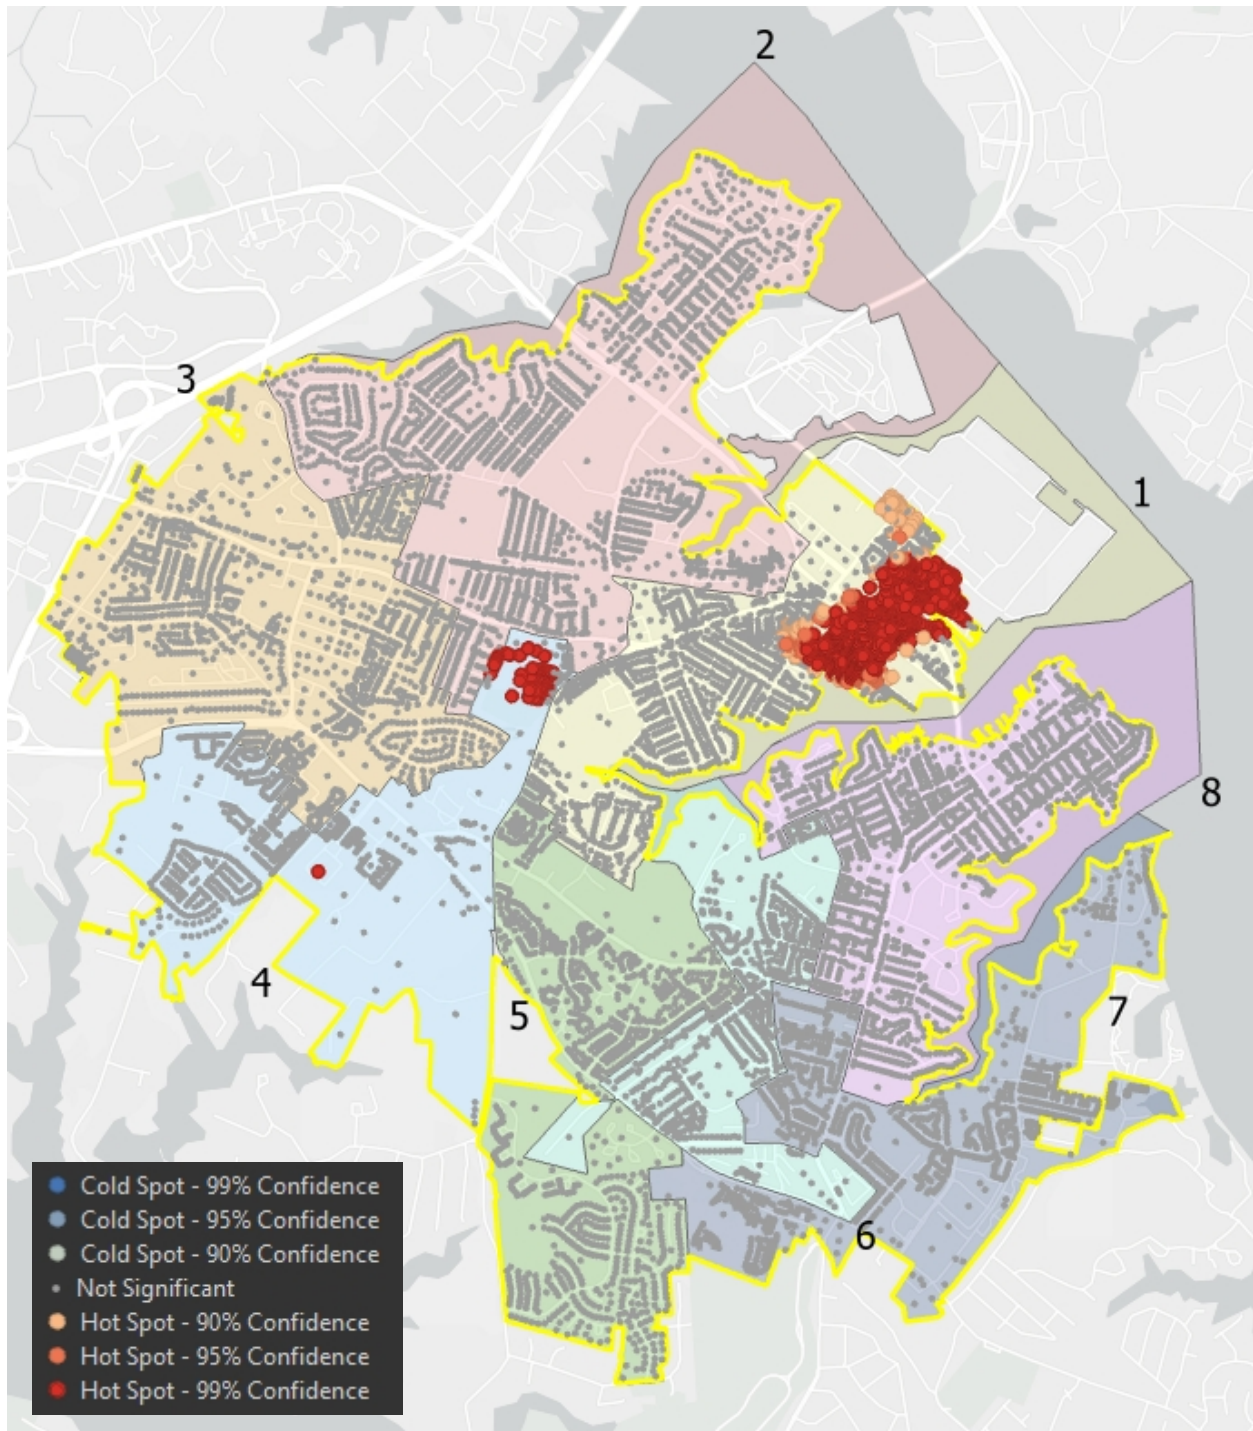 2
3
1
8
4
5
7
6
Cold Spot - 99% Confidence
Cold Spot - 95% Confidence
Cold Spot - 90% Confidence
Not Significant
Hot Spot - 90% Confidence
Hot Spot - 95% Confidence
Hot Spot - 99% Confidence